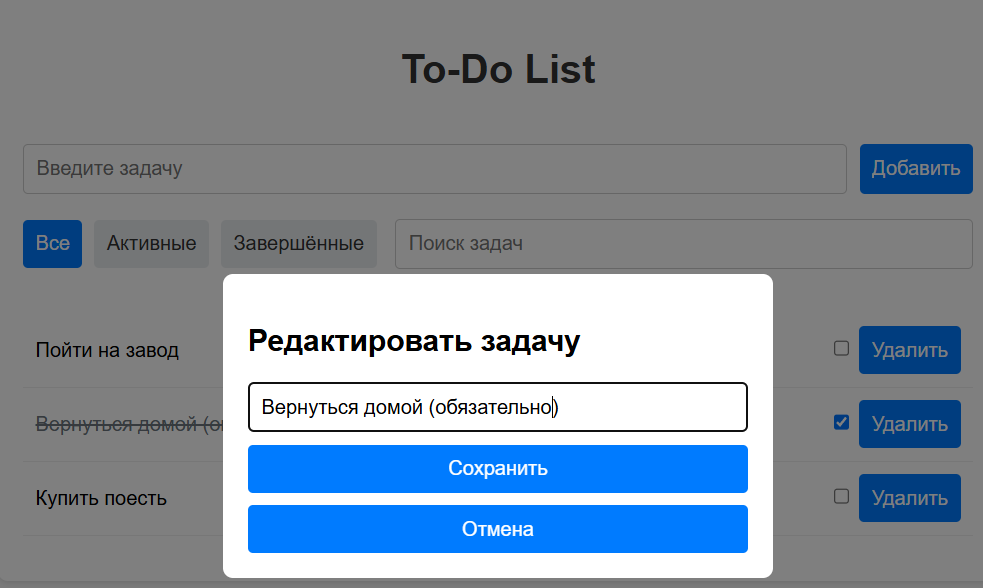 To-Do List
Введите задачу
Добавить
Все
Активные
Завершённые
Поиск задач
Редактировать задачу
Вернуться домой (обязательно)
Сохранить
Отмена
Пойти на завод
Удалить
Вернуться домой (о
Удалить
Купить поесть
Удалить